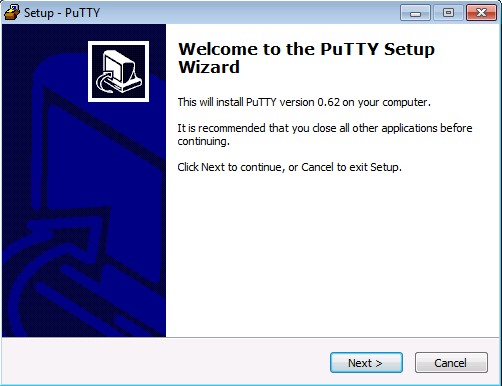 Setup - PuTTY
Welcome to the PuTTY Setup
Wizard
This will install PuTTY version 0.62 on your computer.
It is recommended that you close all other applications before
continuing.
Click Next to continue, or Cancel to exit Setup.
Next >
Cancel